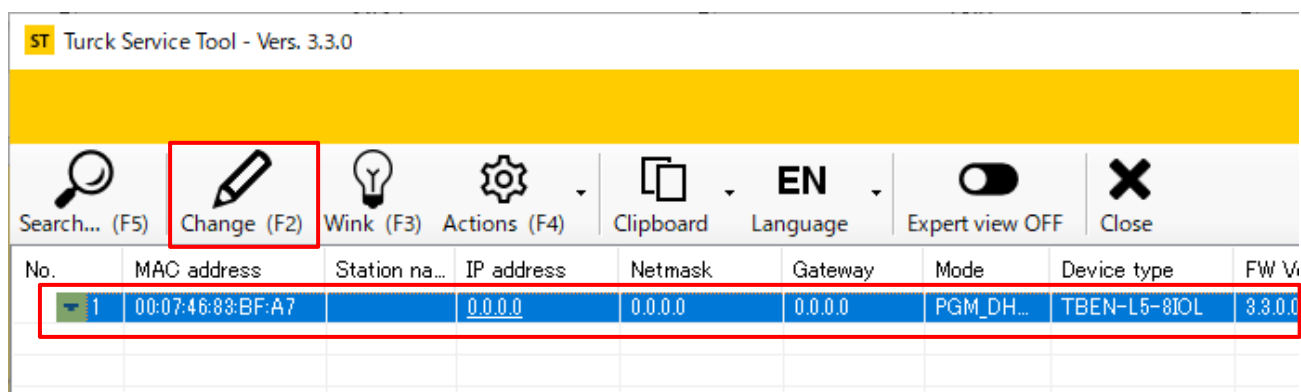 ST Turck Service Tool - Vers. 3.3.0
Search... (F5) Change (F2) Wink (F3) Actions (F4) Clipboard EN Language Expert view OFF Close
No. MAC address Station na... IP address Netmask Gateway Mode Device type FW
1 00:07:46:83:BF:A7 0.0.0.0 0.0.0.0 0.0.0.0 PGM_DH... TBEN-L5-8IOL 3.3.0.0